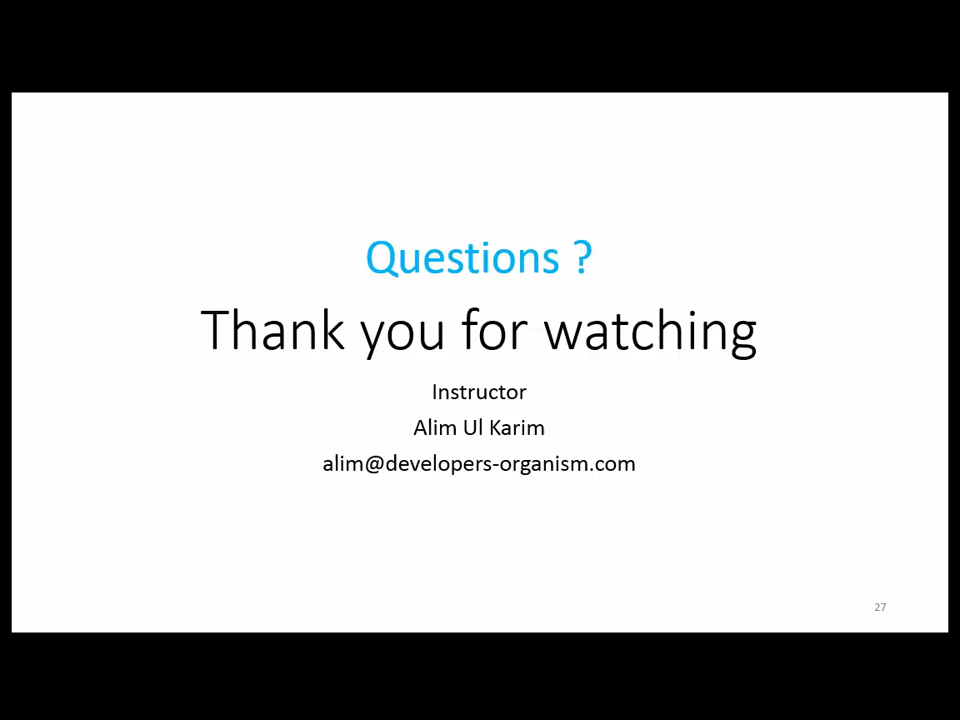 Questions ?
Thank you for watching
Instructor
Alim Ul Karim
alim@developers-organism.com
27